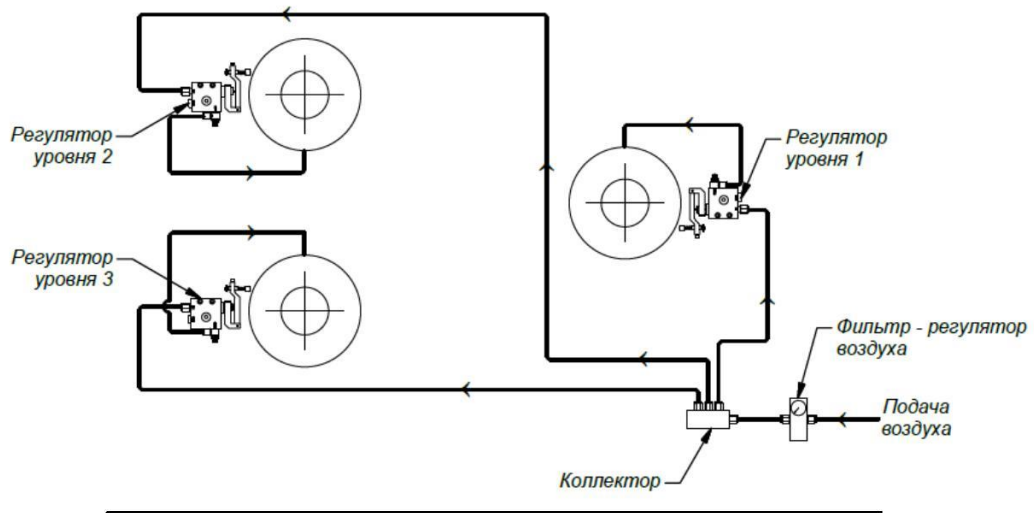 Регулятор
уровня 2
Регулятор
уровня 1
Регулятор
уровня 3
Фильтр - регулятор
воздуха
Подача
воздуха
Коллектор